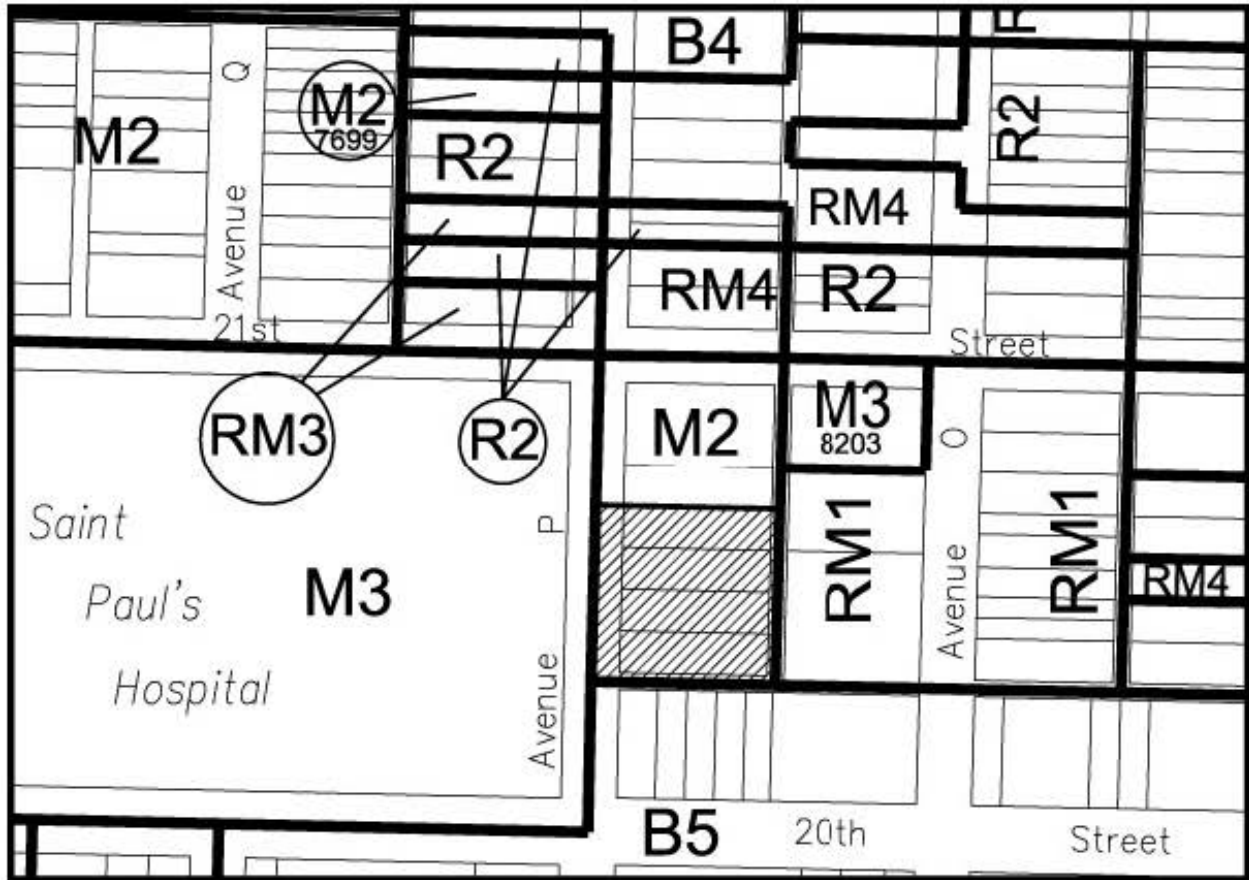 B4
R
Q
M2
M2
7699
R2
R2
RM4
Avenue
RM4
R2
21st
Street
M2
M3
8203
RM3
R2
O
Saint
P
RM1
RM1
Avenue
RM4
Paul's
M3
Hospital
Avenue
B5
20th
Street